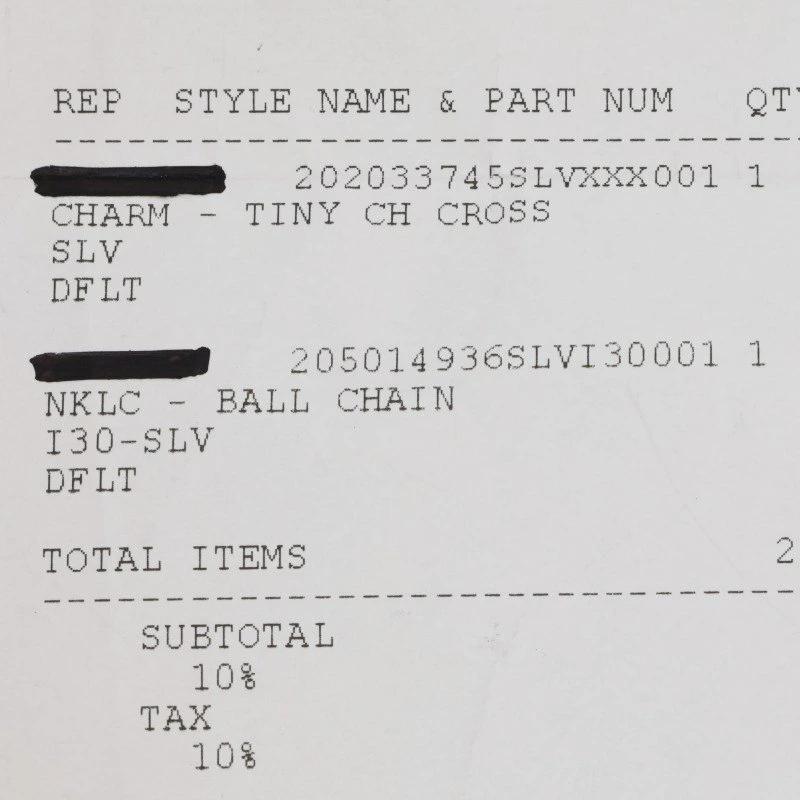 REP STYLE NAME & PART NUM QTY
202033745SLVXXX001 1
CHARM - TINY CH CROSS
SLV
DFLT
205014936SLVI30001 1
NKLC - BALL CHAIN
I30-SLV
DFLT
TOTAL ITEMS 2
SUBTOTAL
10%
TAX
10%